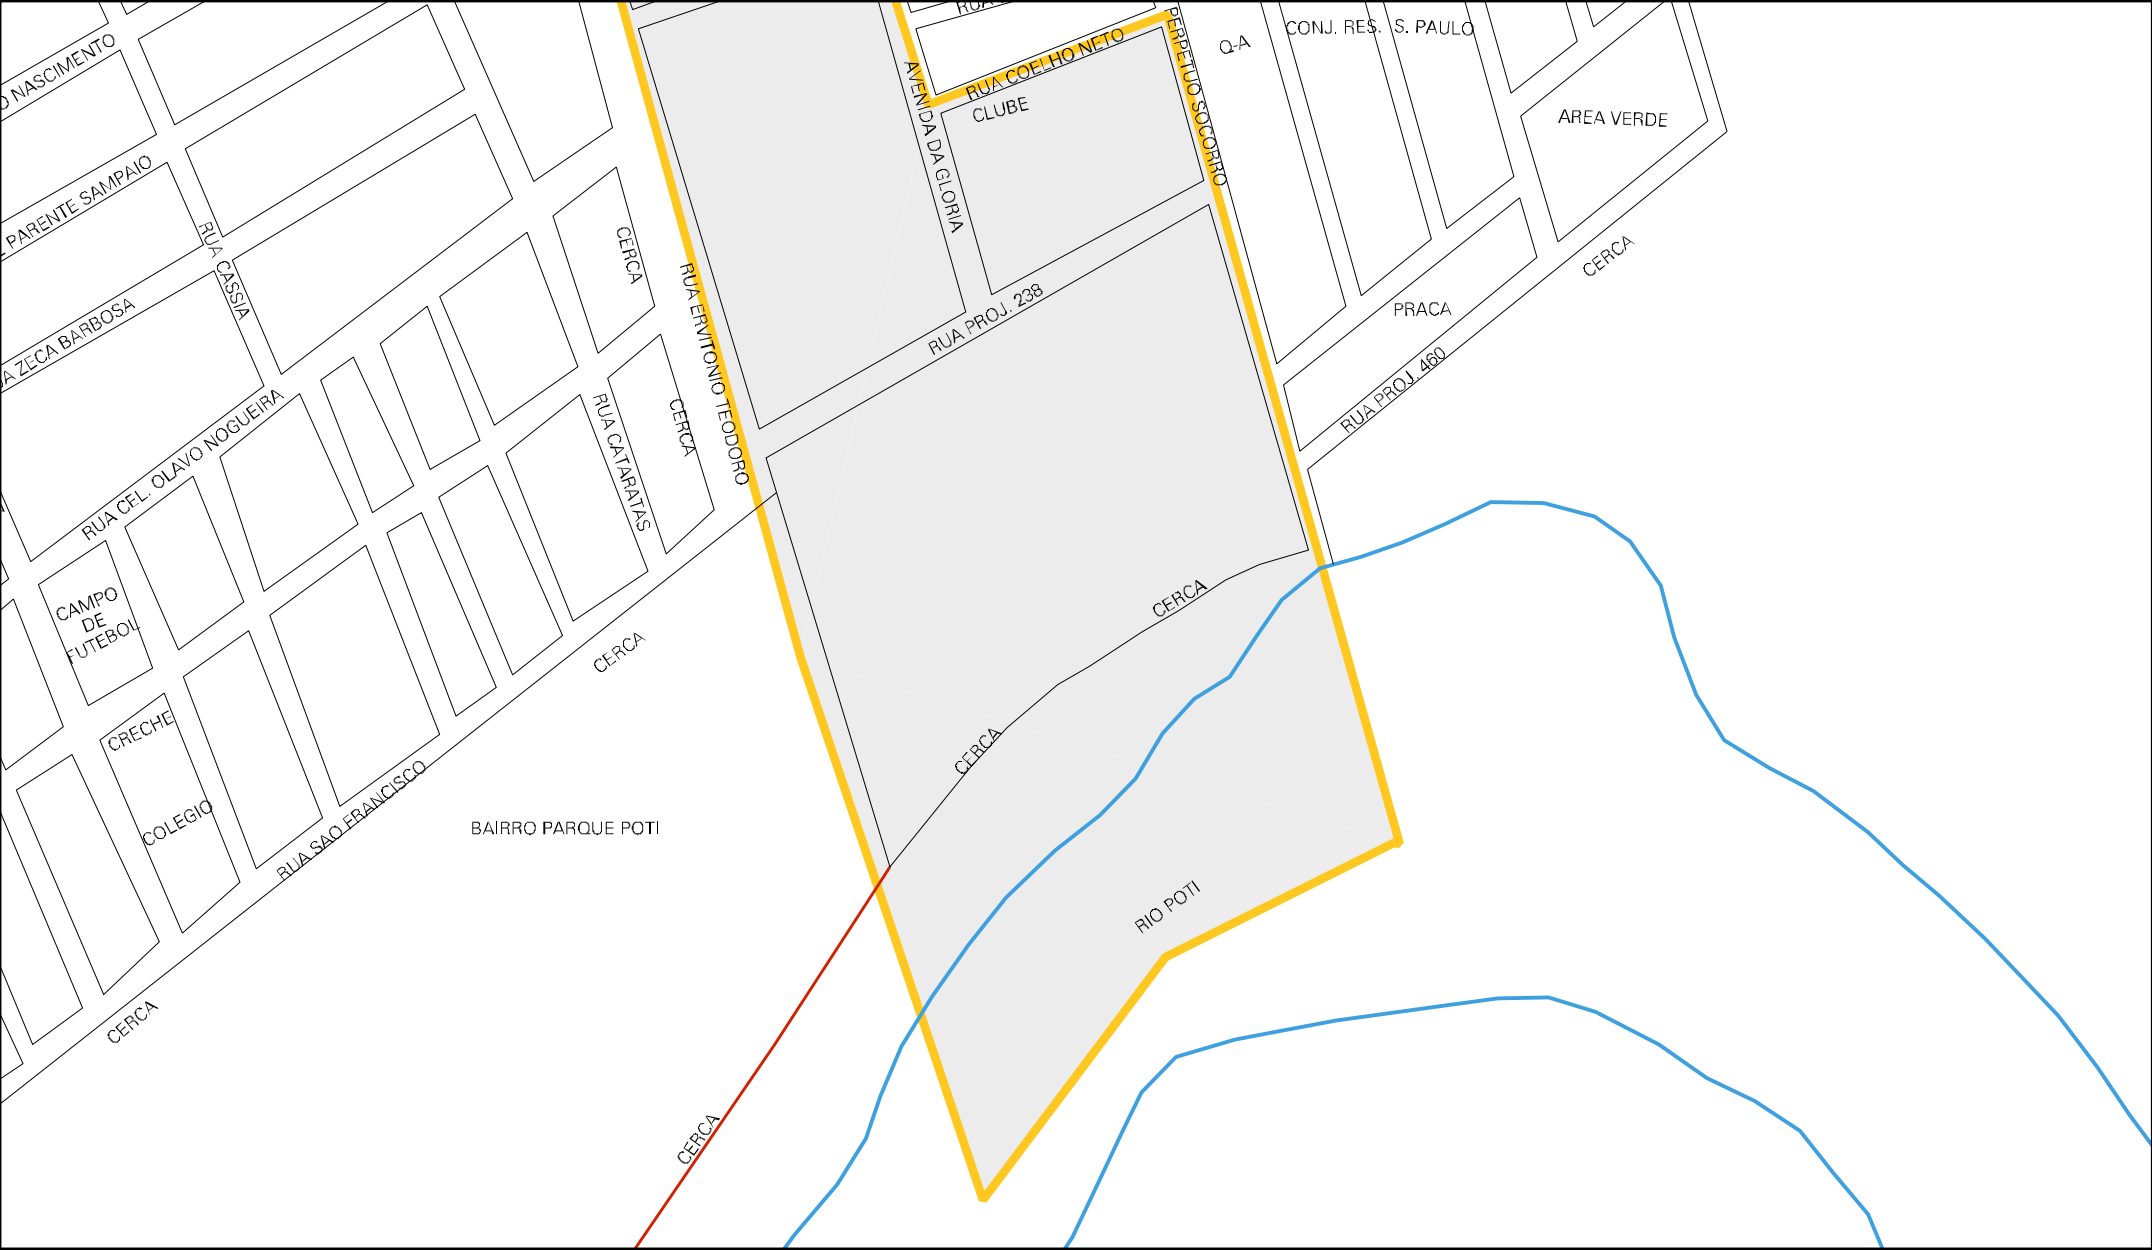 RUA
CONJ. RES. S. PAULO
Q-A
O NASCIMENTO
RUA COELHO NETO
CLUBE
PERPETUO SOCORRO
AREA VERDE
AVENIDA DA GLORIA
PARENTE SAMPAIO
RUA CASSIA
CERCA
CERCA
RUA ERVITONIO TEODORO
RUA PROJ. 238
PRACA
ZECA BARBOSA
RUA PROJ. 460
RUA CEL. OLAVO NOGUEIRA
RUA CATARATAS
CERCA
CERCA
CAMPO
DE
FUTEBOL
CERCA
CRECHE
CERCA
COLEGIO
RUA SAO FRANCISCO
BAIRRO PARQUE POTI
RIO POTI
CERCA
CERCA